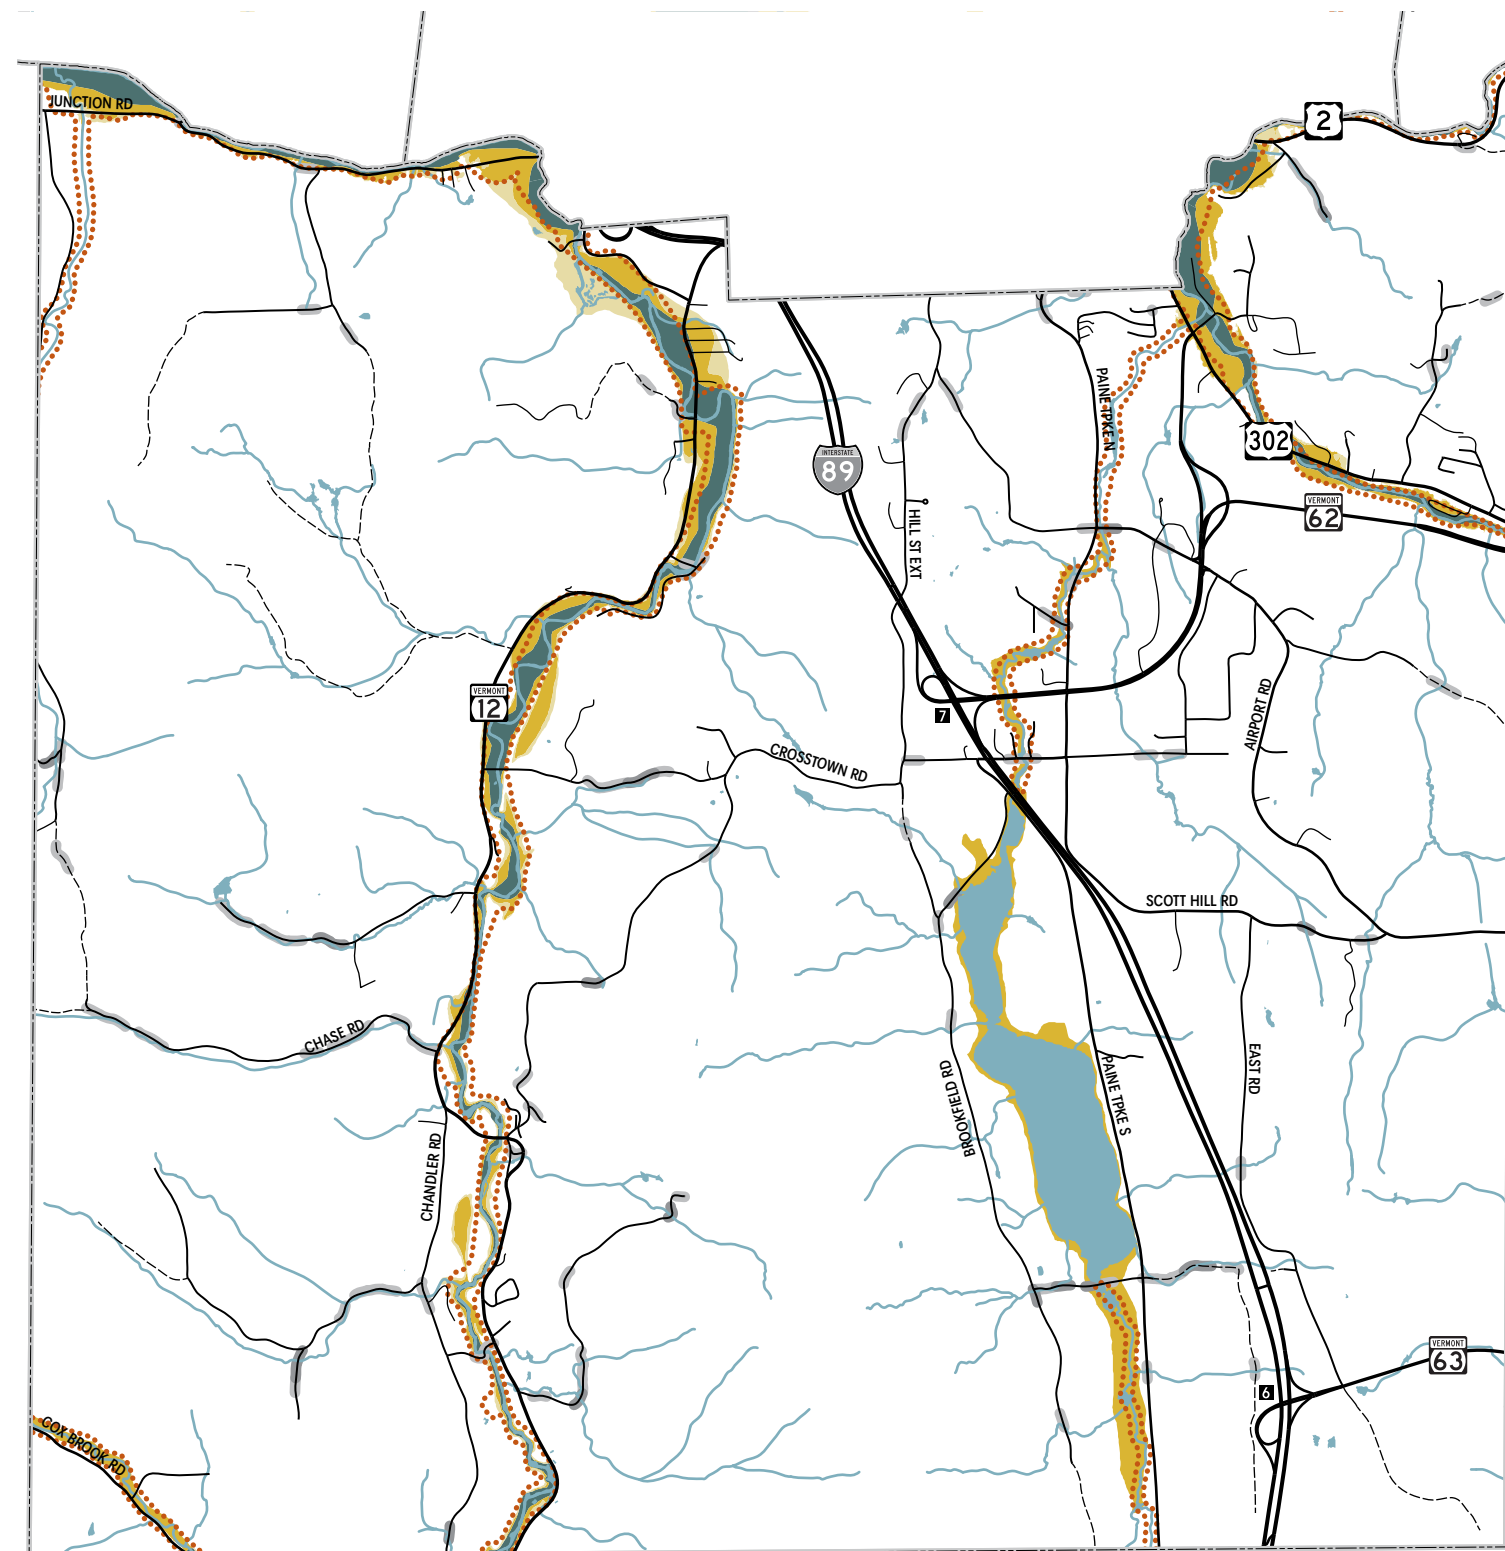 JUNCTION RD
2
PAINE TPKE N
302
INTERSTATE
89
VERMONT
62
HILL ST EXT
VERMONT
12
7
AIRPORT RD
CROSSTOWN RD
SCOTT HILL RD
CHASE RD
EAST RD
BROOKFIELD RD
PAINE TPKE S
CHANDLER RD
VERMONT
63
6
COX BROOK RD